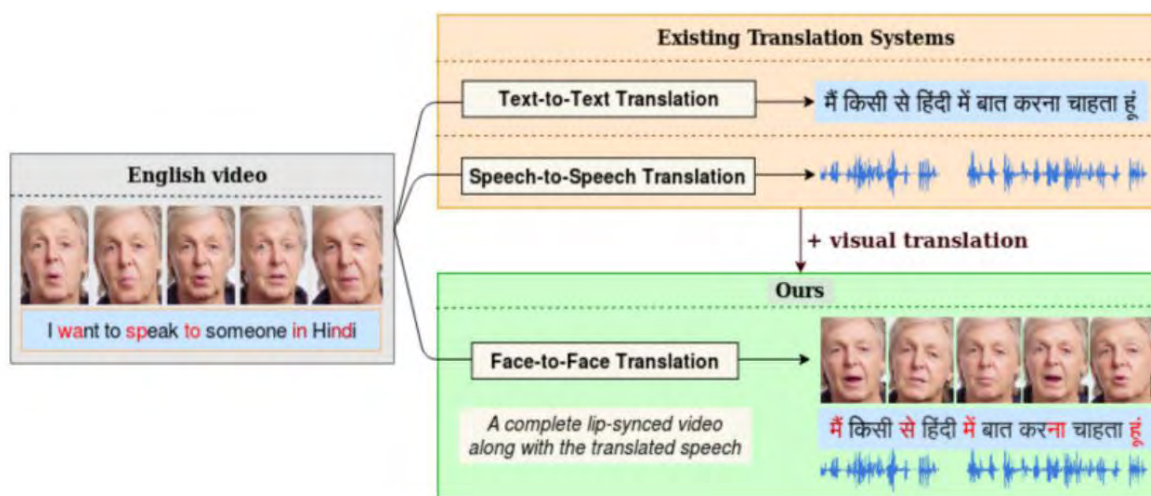 Existing Translation Systems
Text-to-Text Translation
मैं किसी से हिंदी में बात करना चाहता हूं
English video
Speech-to-Speech Translation
+ visual translation
I want to speak to someone in Hindi
Ours
Face-to-Face Translation
A complete lip-synced video
along with the translated speech
मैं किसी से हिंदी में बात करना चाहता हूं